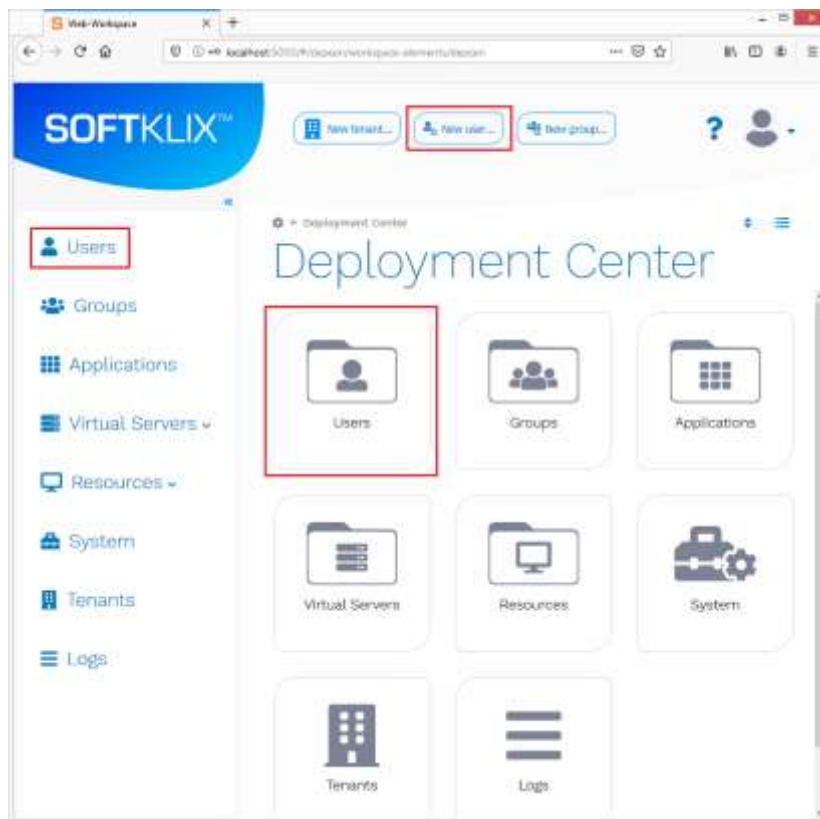 Web-Workspace
SOFTKLIX™
New tenant...
New user...
New group...
?
Deployment Center
Deployment Center
Users
Groups
Applications
Virtual Servers
Resources
System
Tenants
Logs
Users
Groups
Applications
Virtual Servers
Resources
System
Tenants
Logs